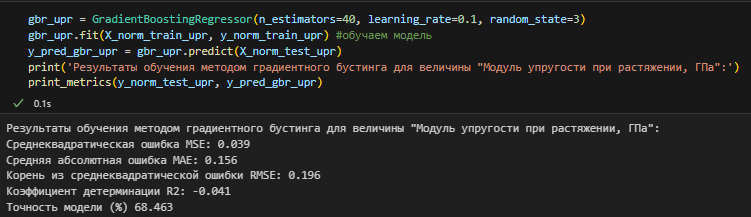 gbr_upr = GradientBoostingRegressor(n_estimators=40, learning_rate=0.1, random_state=3)
gbr_upr.fit(X_norm_train_upr, y_norm_train_upr) #обучаем модель
y_pred_gbr_upr = gbr_upr.predict(X_norm_test_upr)
print('Результаты обучения методом градиентного бустинга для величины "Модуль упругости при растяжении, ГПа":')
print_metrics(y_norm_test_upr, y_pred_gbr_upr)
0.1s
Результаты обучения методом градиентного бустинга для величины "Модуль упругости при растяжении, ГПа":
Среднеквадратическая ошибка MSE: 0.039
Средняя абсолютная ошибка MAE: 0.156
Корень из среднеквадратической ошибки RMSE: 0.196
Коэффициент детерминации R2: -0.041
Точность модели (%) 68.463